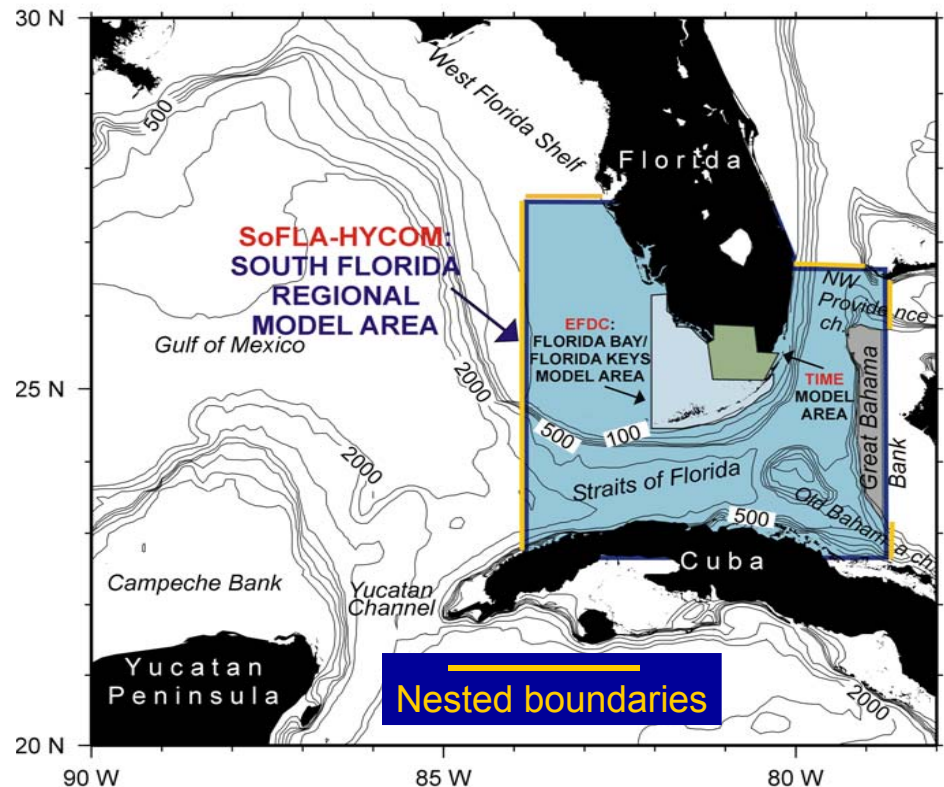 30 N
500
West Florida Shelf
Florida
SoFLA-HYCOM:
SOUTH FLORIDA
REGIONAL
MODEL AREA
NW
Providence
ch.
EFDC:
FLORIDA BAY/
FLORIDA KEYS
MODEL AREA
Gulf of Mexico
25 N
2000
TIME
MODEL
AREA
Great Bahama
Bank
500
100
2000
Straits of Florida
Old Bahama ch.
500
Cuba
Campeche Bank
Yucatan
Channel
Yucatan
Peninsula
Nested boundaries
2000
20 N
90 W
85 W
80 W